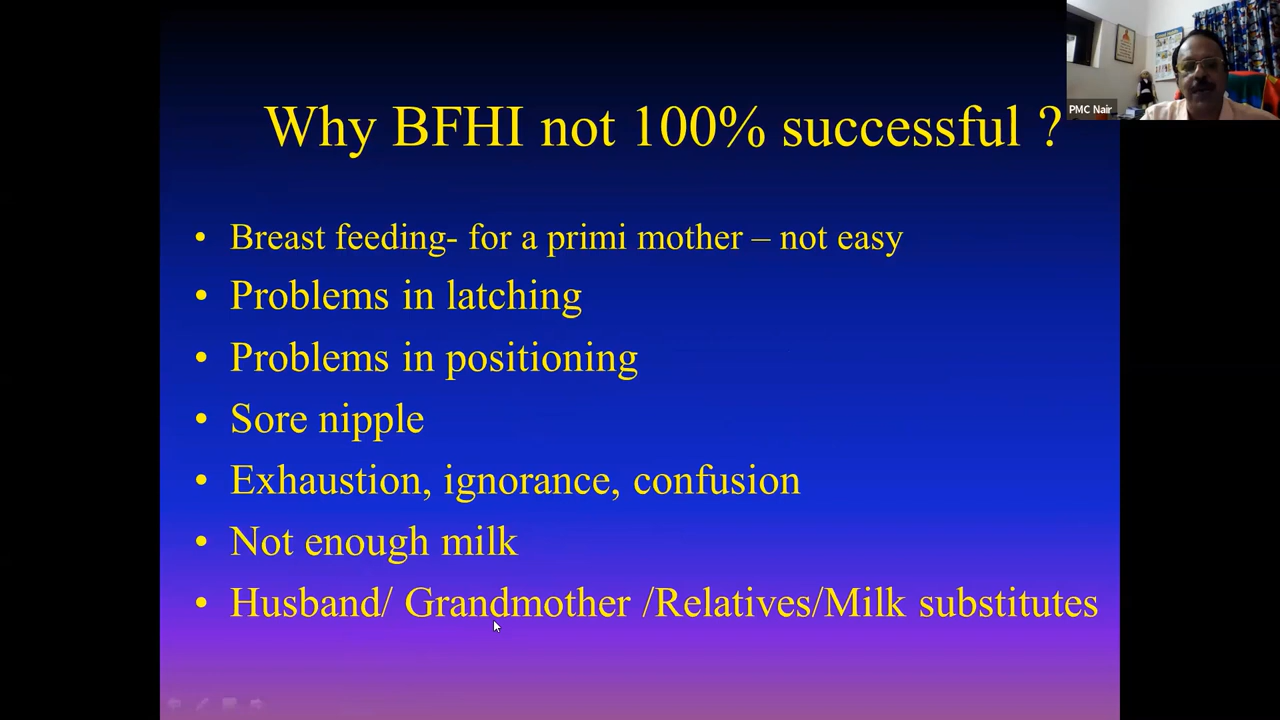 Why BFHI not 100% successful ?
PMC Nair
• Breast feeding- for a primi mother – not easy
• Problems in latching
• Problems in positioning
• Sore nipple
• Exhaustion, ignorance, confusion
• Not enough milk
• Husband/ Grandmother /Relatives/Milk substitutes